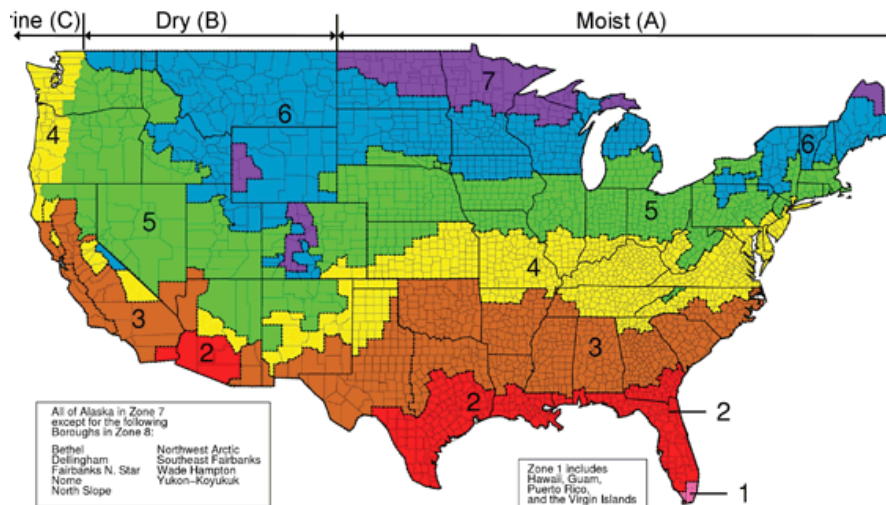 rine (C) Dry (B) Moist (A)
7
6
4
6
5
5
4
3
3
2
2
2
1
All of Alaska in Zone 7
except for the following
Boroughs in Zone 8:
Bethel Northwest Arctic
Dellingham Southeast Fairbanks
Fairbanks N. Star Wade Hampton
Nome Yukon-Koyukuk
North Slope
Zone 1 includes
Hawaii, Guam,
Puerto Rico,
and the Virgin Islands